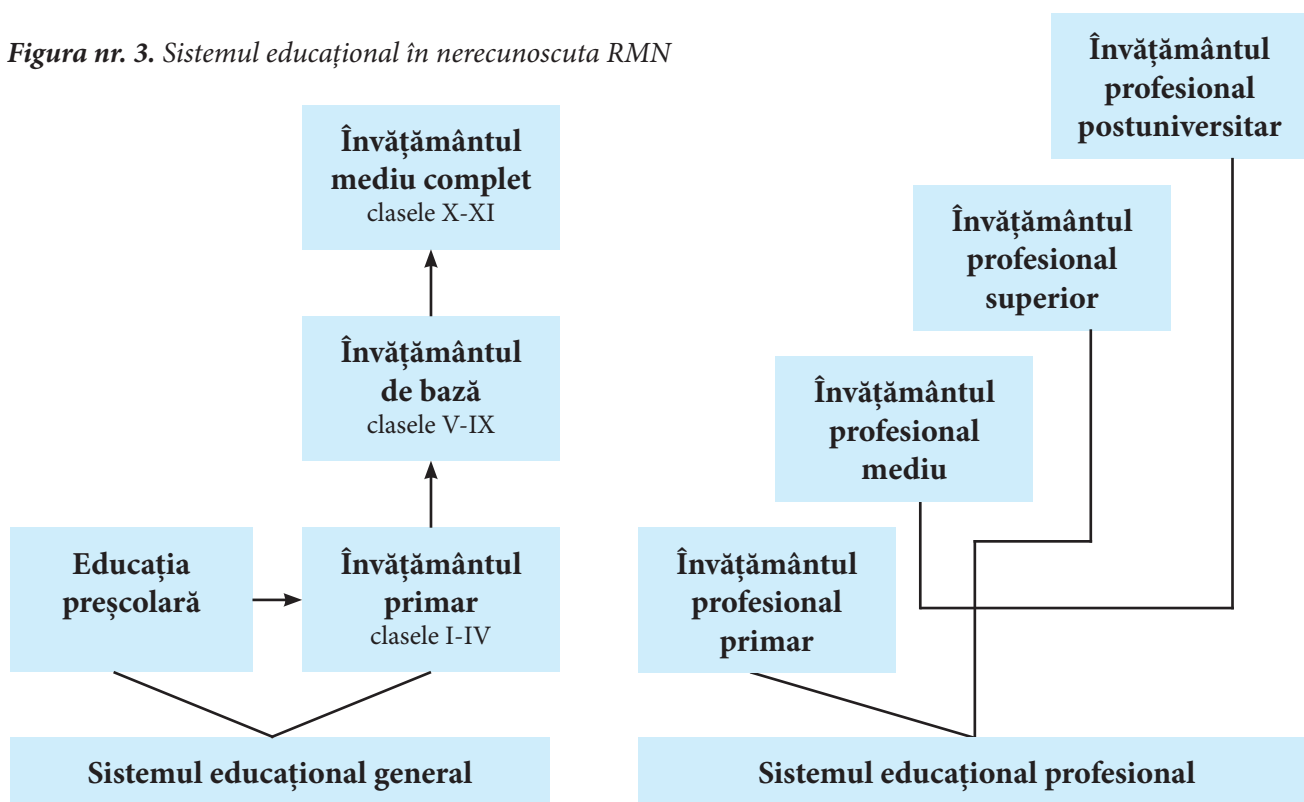 Figura nr. 3. Sistemul educațional în nerecunoscuta RMN
Învățământul
mediu complet
clasele X-XI
Învățământul
de bază
clasele V-IX
Educația
preșcolară
Învățământul
primar
clasele I-IV
Sistemul educațional general
Învățământul
profesional
postuniversitar
Învățământul
profesional
superior
Învățământul
profesional
mediu
Învățământul
profesional
primar
Sistemul educațional profesional